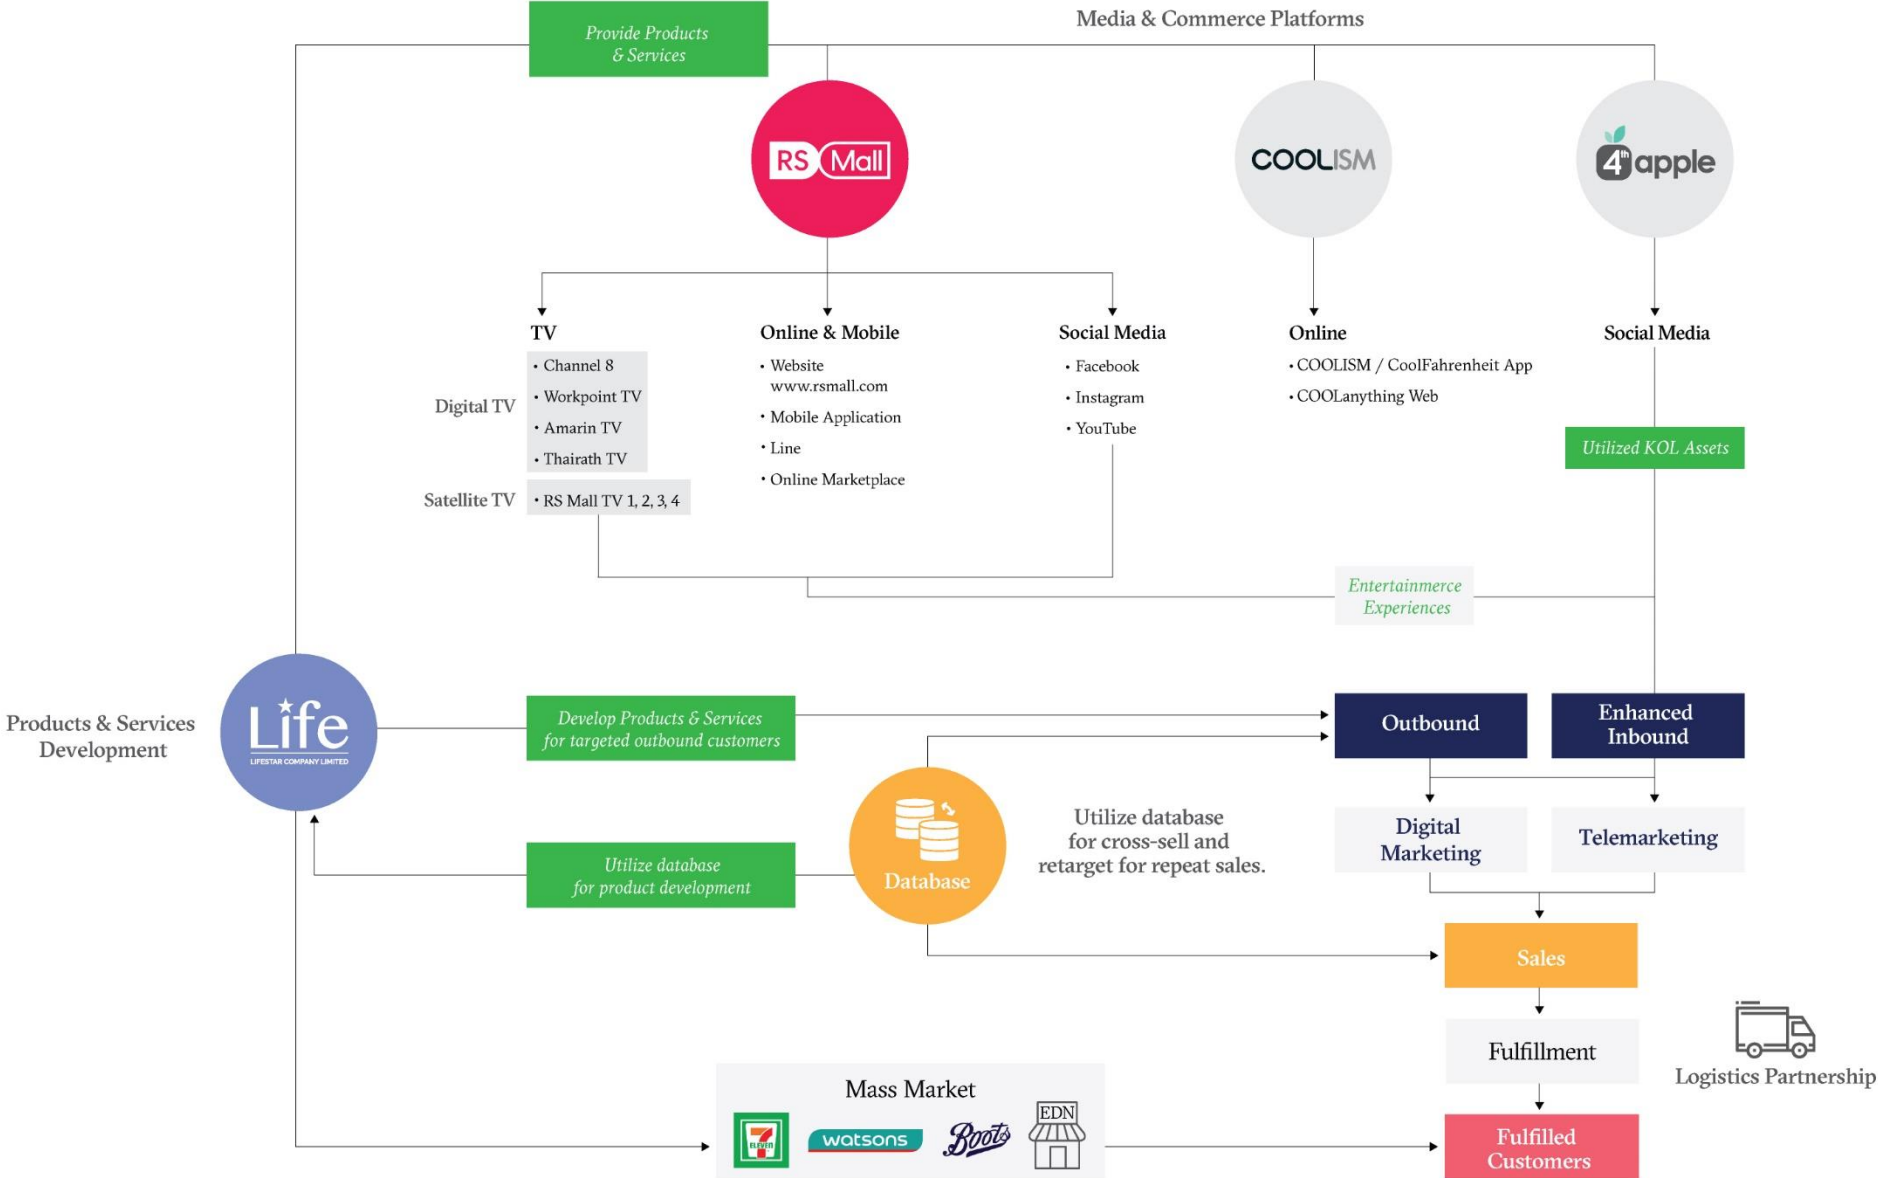 Media & Commerce Platforms
Provide Products
& Services
RS Mall
COOLISM
4th apple
TV
Digital TV
• Channel 8
• Workpoint TV
• Amarin TV
• Thairath TV
Satellite TV
• RS Mall TV 1, 2, 3, 4
Online & Mobile
• Website
www.rsmall.com
• Mobile Application
• Line
• Online Marketplace
Social Media
• Facebook
• Instagram
• YouTube
Online
• COOLISM / CoolFahrenheit App
• COOLanything Web
Social Media
Utilized KOL Assets
Entertainmerce
Experiences
Products & Services
Development
Life
LIFESTAR COMPANY LIMITED
Develop Products & Services
for targeted outbound customers
Outbound
Enhanced
Inbound
Utilize database
for product development
Database
Utilize database
for cross-sell and
retarget for repeat sales.
Digital
Marketing
Telemarketing
Sales
Fulfillment
Logistics Partnership
Mass Market
7 ELEVEN
watsons
Boots
EDN
Fulfilled
Customers